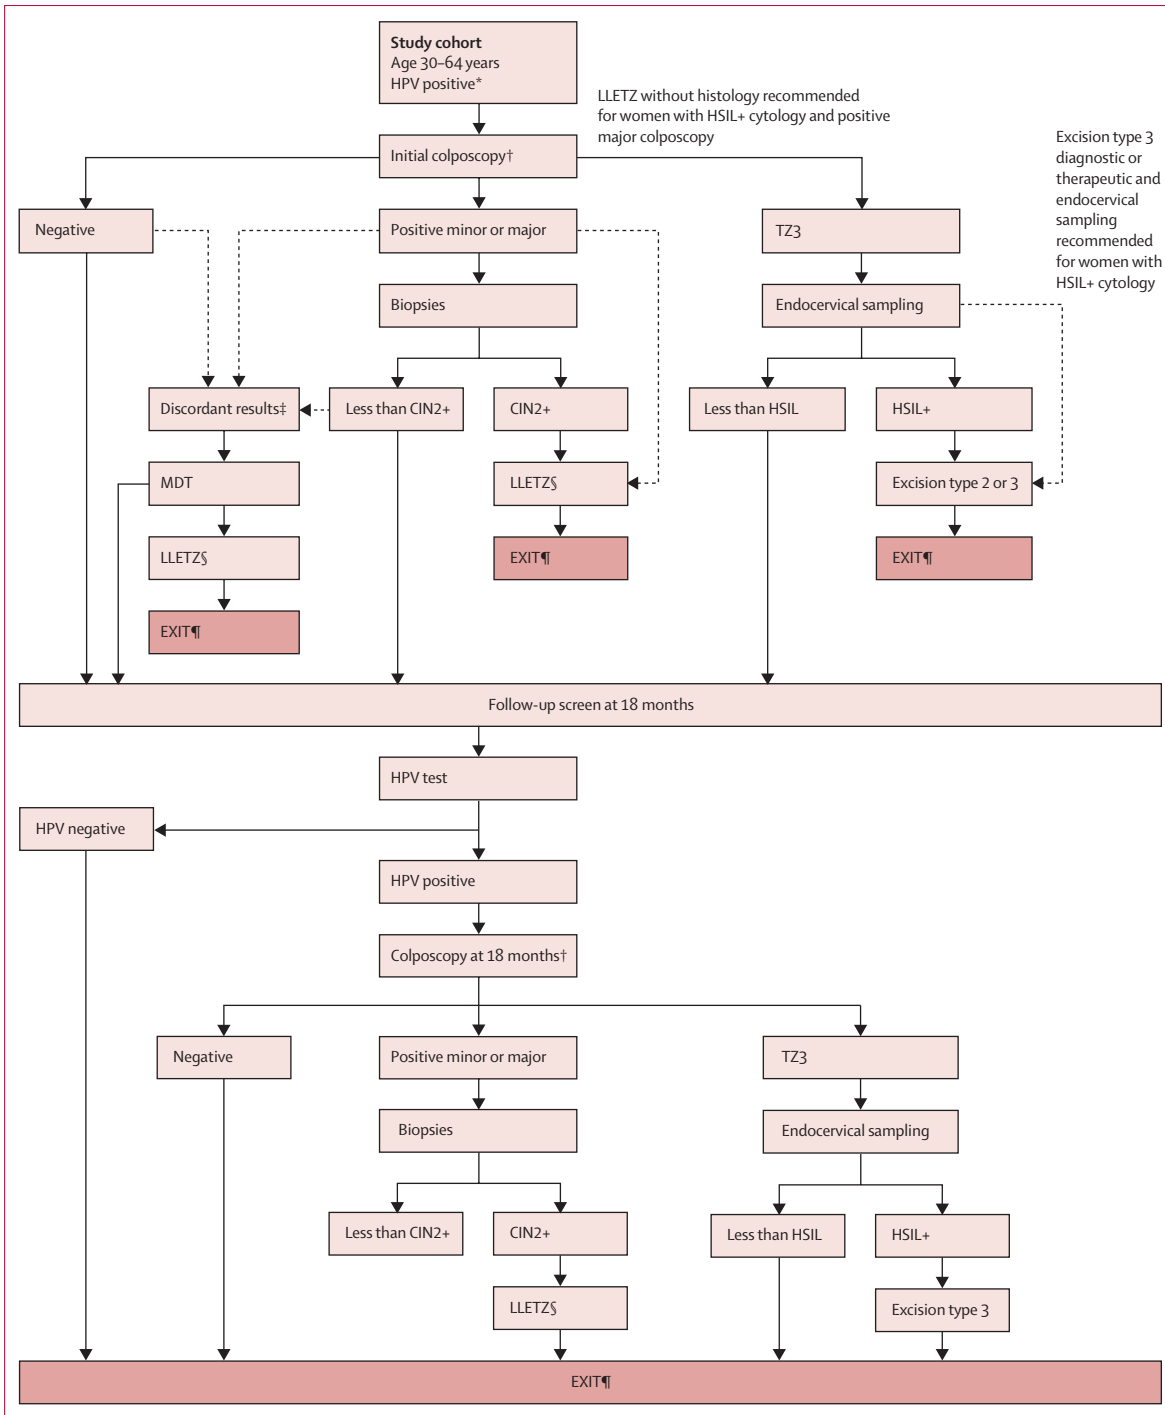 Study cohort
Age 30–64 years
HPV positive*
LLETZ without histology recommended
for women with HSIL+ cytology and positive
major colposcopy
Initial colposcopy†
Excision type 3
diagnostic or
therapeutic and
endocervical
sampling
recommended
for women with
HSIL+ cytology
Negative
Positive minor or major
TZ3
Biopsies
Endocervical sampling
Discordant results‡
Less than CIN2+
CIN2+
Less than HSIL
HSIL+
MDT
LLETZ§
Excision type 2 or 3
LLETZ§
EXIT¶
EXIT¶
EXIT¶
Follow-up screen at 18 months
HPV test
HPV negative
HPV positive
Colposcopy at 18 months†
Negative
Positive minor or major
TZ3
Biopsies
Endocervical sampling
Less than CIN2+
CIN2+
Less than HSIL
HSIL+
LLETZ§
Excision type 3
EXIT¶